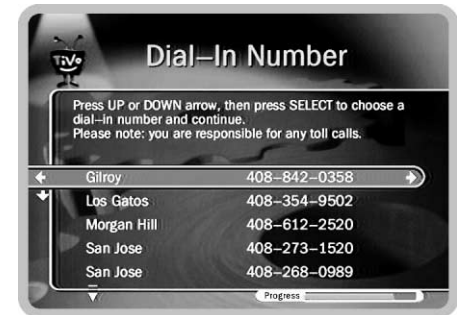 TiVo
Dial–In Number
Press UP or DOWN arrow, then press SELECT to choose a
dial–in number and continue.
Please note: you are responsible for any toll calls.
Gilroy 408–842–0358
Los Gatos 408–354–9502
Morgan Hill 408–612–2520
San Jose 408–273–1520
San Jose 408–268–0989
Progress